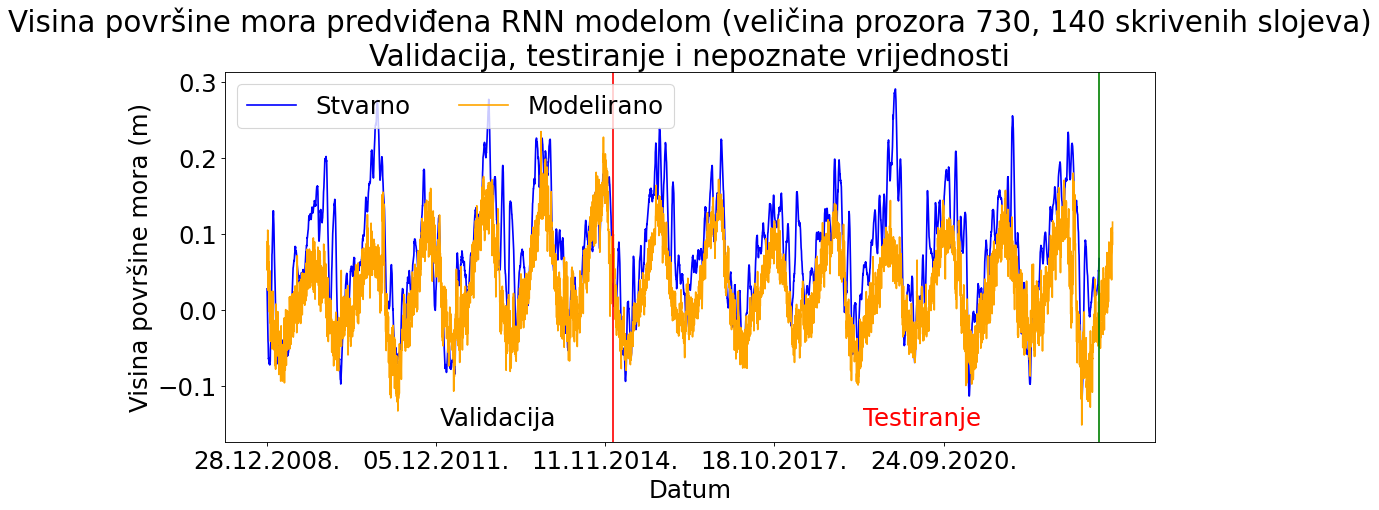 Visina površine mora predviđena RNN modelom (veličina prozora 730, 140 skrivenih slojeva)
Validacija, testiranje i nepoznate vrijednosti
Stvarno Modelirano
Visina površine mora (m)
0.3
0.2
0.1
0.0
−0.1
Validacija Testiranje
28.12.2008. 05.12.2011. 11.11.2014. 18.10.2017. 24.09.2020.
Datum